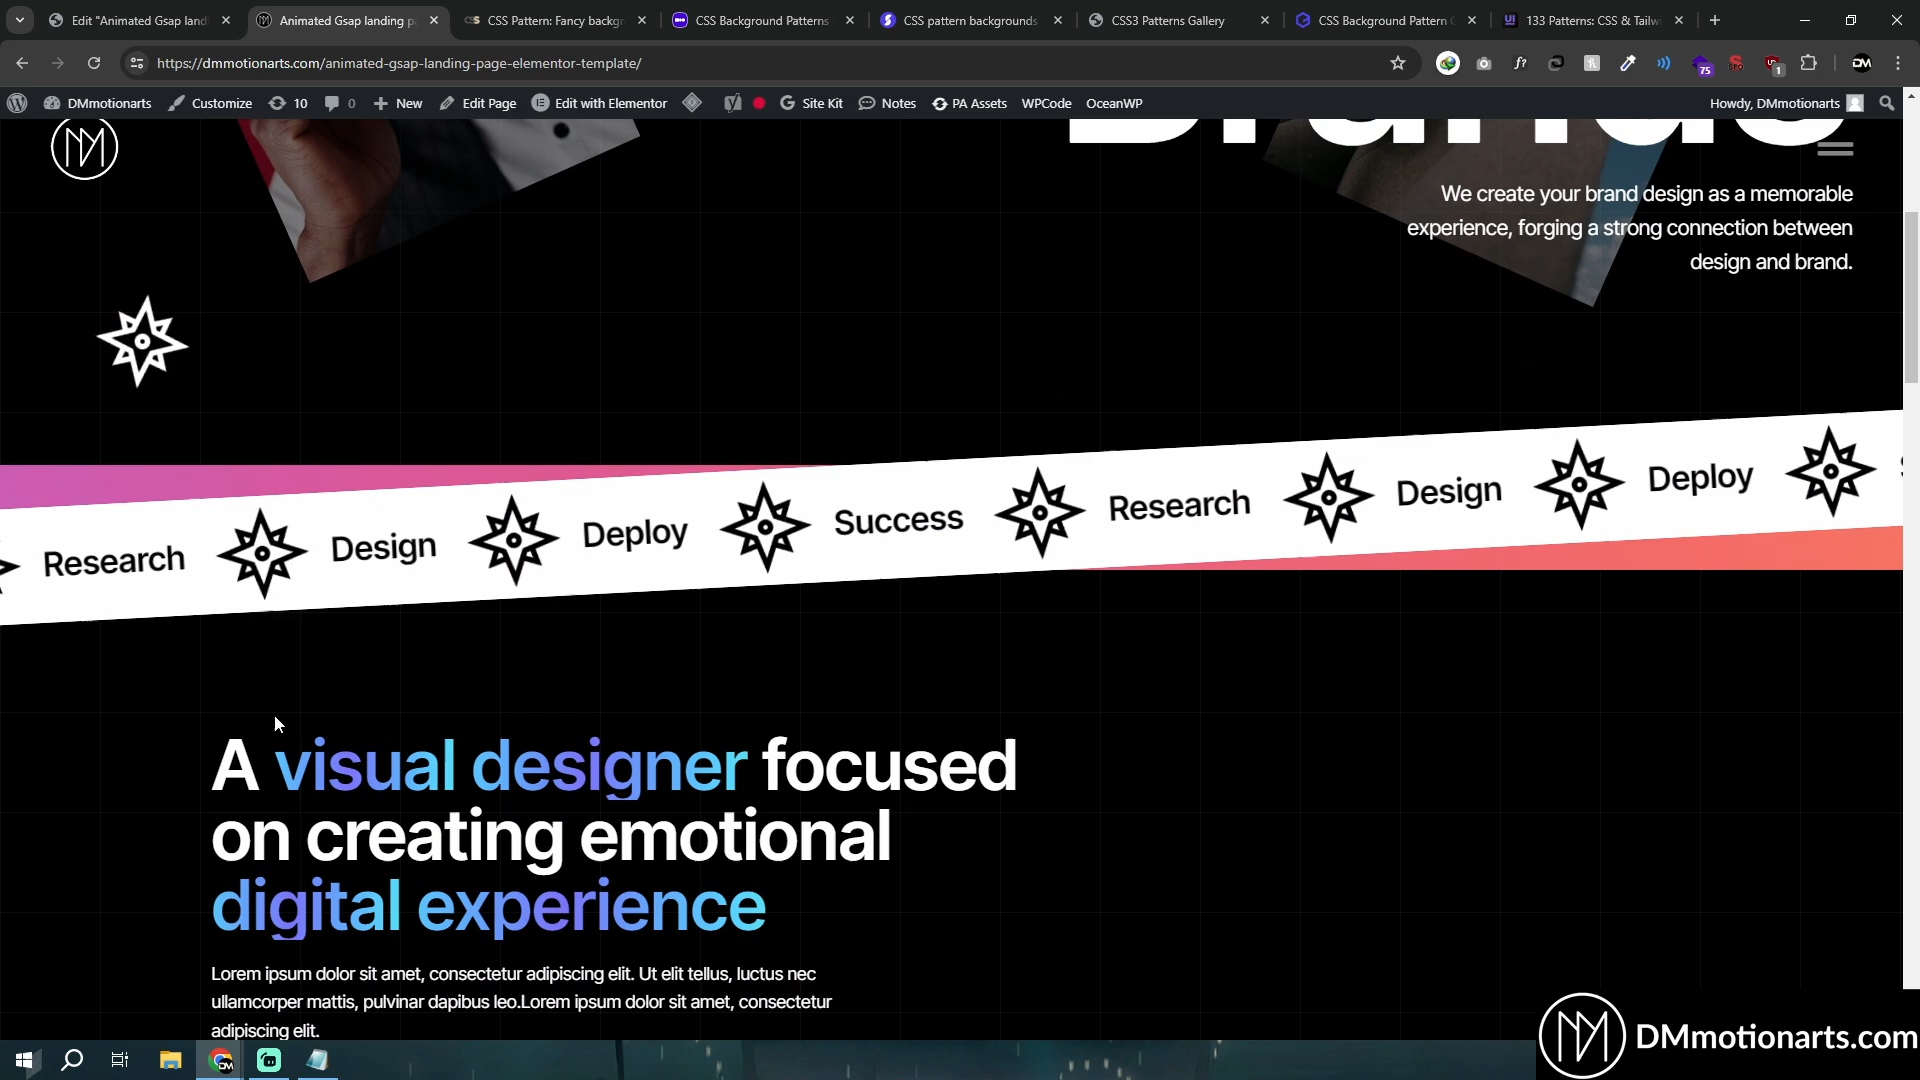 Edit "Animated Gsap land
Animated Gsap landing p
CSS Pattern: Fancy backgr
CSS Background Patterns
CSS pattern backgrounds
CSS3 Patterns Gallery
CSS Background Pattern
133 Patterns: CSS & Tailw
https://dmmotionarts.com/animated-gsap-landing-page-elementor-template/
75
1
DMmotionarts
Customize
10
0
New
Edit Page
Edit with Elementor
Site Kit
Notes
PA Assets
WPCode
OceanWP
Howdy, DMmotionarts
We create your brand design as a memorable
experience, forging a strong connection between
design and brand.
Research Design Deploy Success Research Design Deploy
A visual designer focused
on creating emotional
digital experience
Lorem ipsum dolor sit amet, consectetur adipiscing elit. Ut elit tellus, luctus nec
ullamcorper mattis, pulvinar dapibus leo.Lorem ipsum dolor sit amet, consectetur
adipiscing elit.
DMmotionarts.com